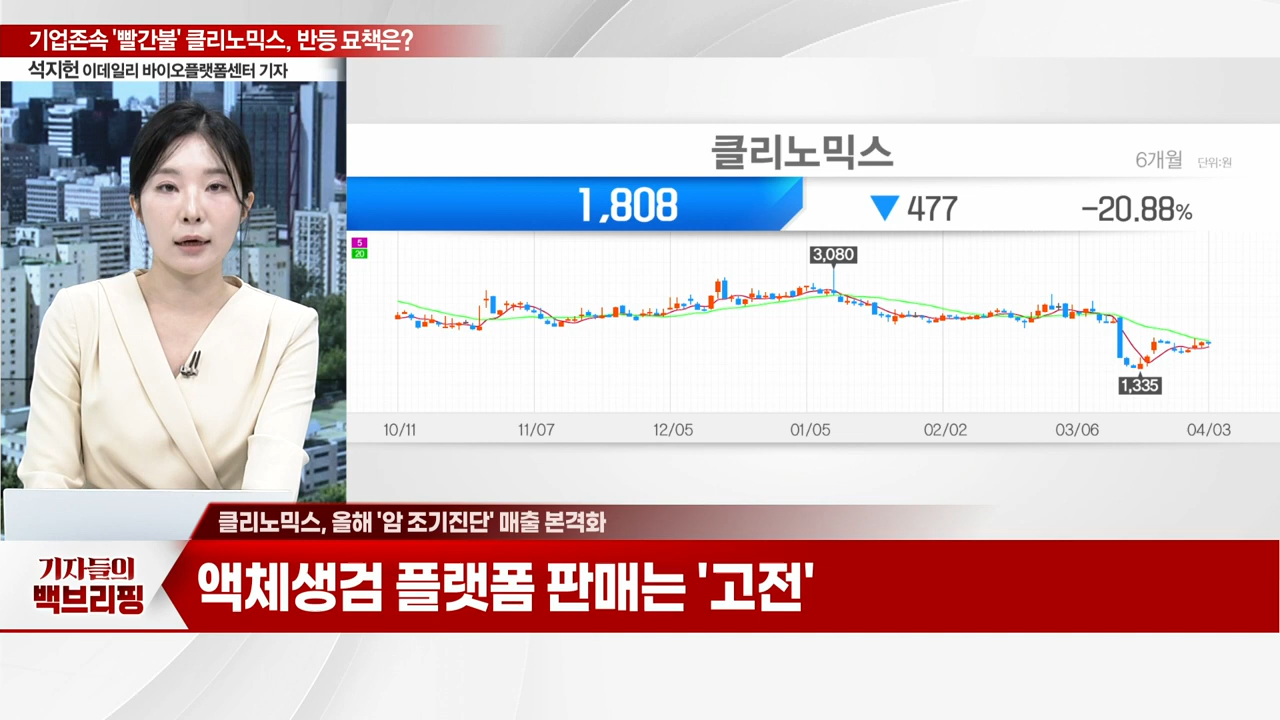 기업존속 '빨간불' 클리노믹스, 반등 묘책은?
석지헌 이데일리 바이오플랫폼센터 기자
클리노믹스
6개월 단위:원
1,808 ▼ 477 -20.88%
5
20
3,080
1,335
10/11 11/07 12/05 01/05 02/02 03/06 04/03
클리노믹스, 올해 '암 조기진단' 매출 본격화
기자들의
백브리핑
액체생검 플랫폼 판매는 '고전'